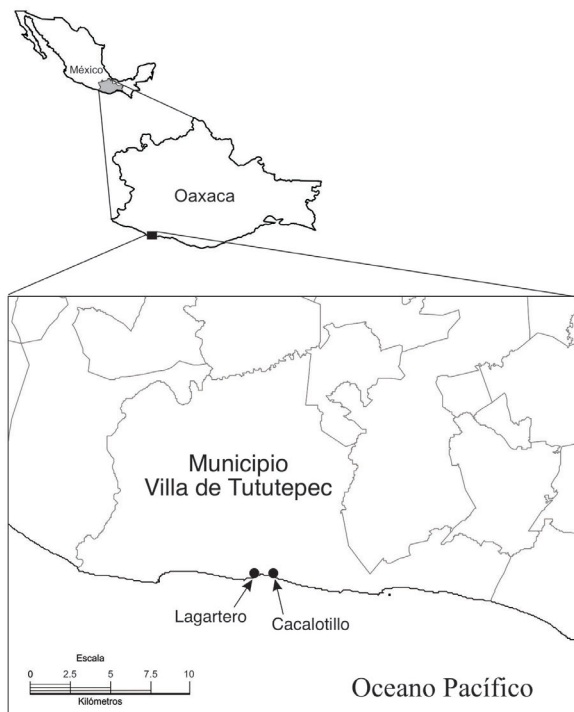 México
Oaxaca
Municipio
Villa de Tututepec
Lagartero
Cacalotillo
Escala
0 2.5 5 7.5 10
Kilómetros
Oceano Pacífico